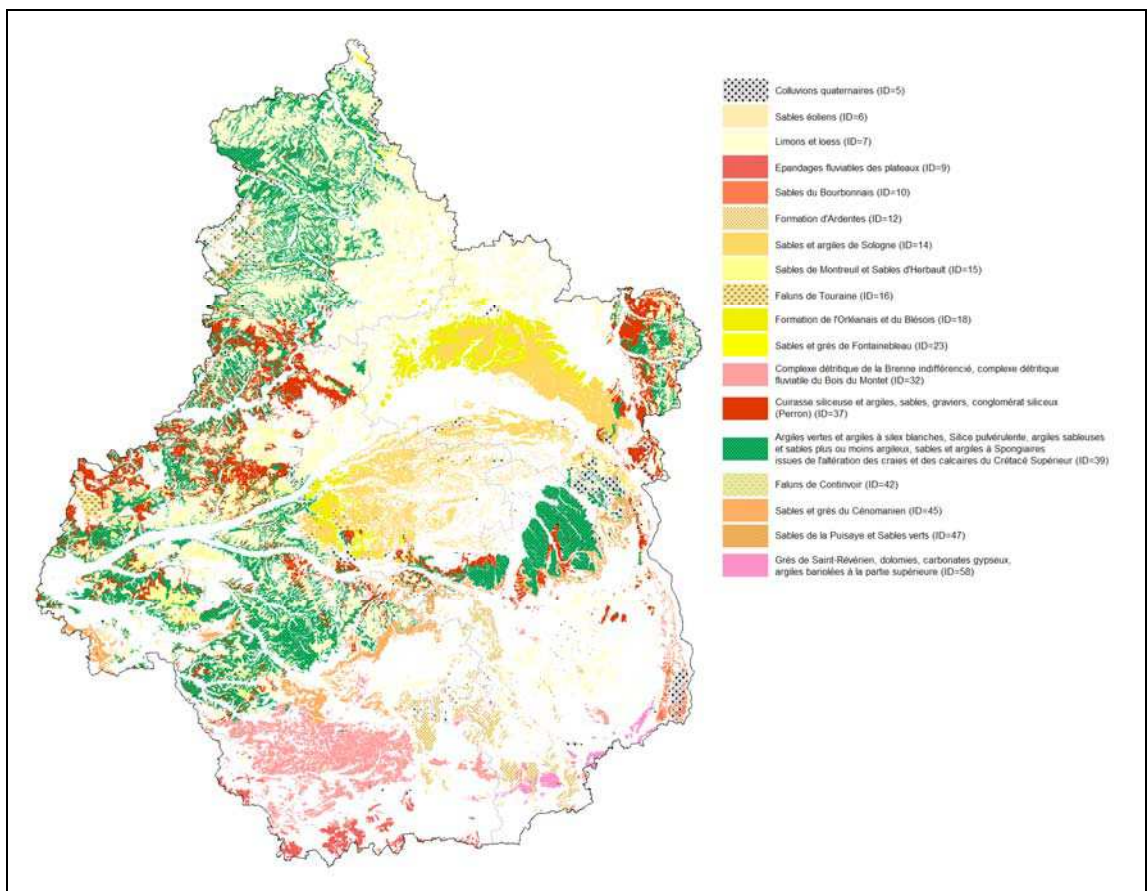 Colluvions quaternaires (ID=5)
Sables éoliens (ID=6)
Limons et loess (ID=7)
Epandages fluviables des plateaux (ID=9)
Sables du Bourbonnais (ID=10)
Formation d'Ardentes (ID=12)
Sables et argiles de Sologne (ID=14)
Sables de Montreuil et Sables d'Herbault (ID=15)
Faluns de Touraine (ID=16)
Formation de l'Orléanais et du Blésois (ID=18)
Sables et grés de Fontainebleau (ID=23)
Complexe détritique de la Brenne indifférencié, complexe détritique
fluviable du Bois du Montet (ID=32)
Cuirasse siliceuse et argiles, sables, graviers, conglomérat siliceux
(Perron) (ID=37)
Argiles vertes et argiles à silex blanches, Silice pulvérulente, argiles sableuses
et sables plus ou moins argileux, sables et argiles à Spongiaires
issues de l'altération des craies et des calcaires du Crétacé Supérieur (ID=39)
Faluns de Continvoir (ID=42)
Sables et grés du Cénomanien (ID=45)
Sables de la Puisaye et Sables verts (ID=47)
Grés de Saint-Révérien, dolomies, carbonates gypseux,
argiles bariolées à la partie supérieure (ID=58)